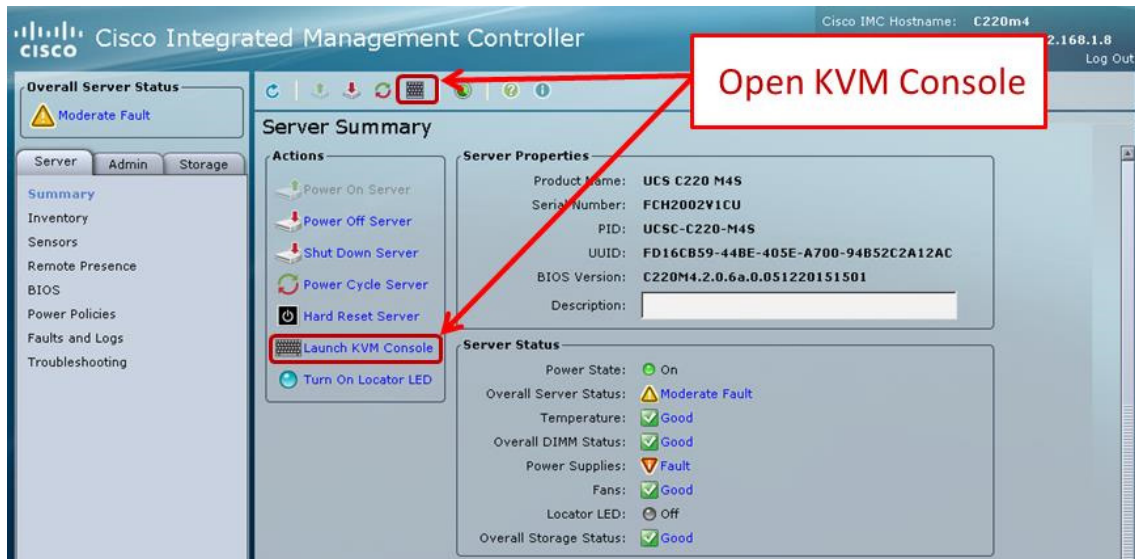 Cisco IMC Hostname: C220m4
CISCO Cisco Integrated Management Controller
2.168.1.8
Log Out
Open KVM Console
Overall Server Status
Moderate Fault
Server Admin Storage
Summary
Inventory
Sensors
Remote Presence
BIOS
Power Policies
Faults and Logs
Troubleshooting
Server Summary
Actions
Power On Server
Power Off Server
Shut Down Server
Power Cycle Server
Hard Reset Server
Launch KVM Console
Turn On Locator LED
Server Properties
Product Name: UCS C220 M4S
Serial Number: FCH2002V1CU
PID: UCSC-C220-M4S
UUID: FD16CB59-44BE-405E-A700-94B52C2A12AC
BIOS Version: C220M4.2.0.6a.0.051220151501
Description:
Server Status
Power State: On
Overall Server Status: Moderate Fault
Temperature: Good
Overall DIMM Status: Good
Power Supplies: Fault
Fans: Good
Locator LED: Off
Overall Storage Status: Good